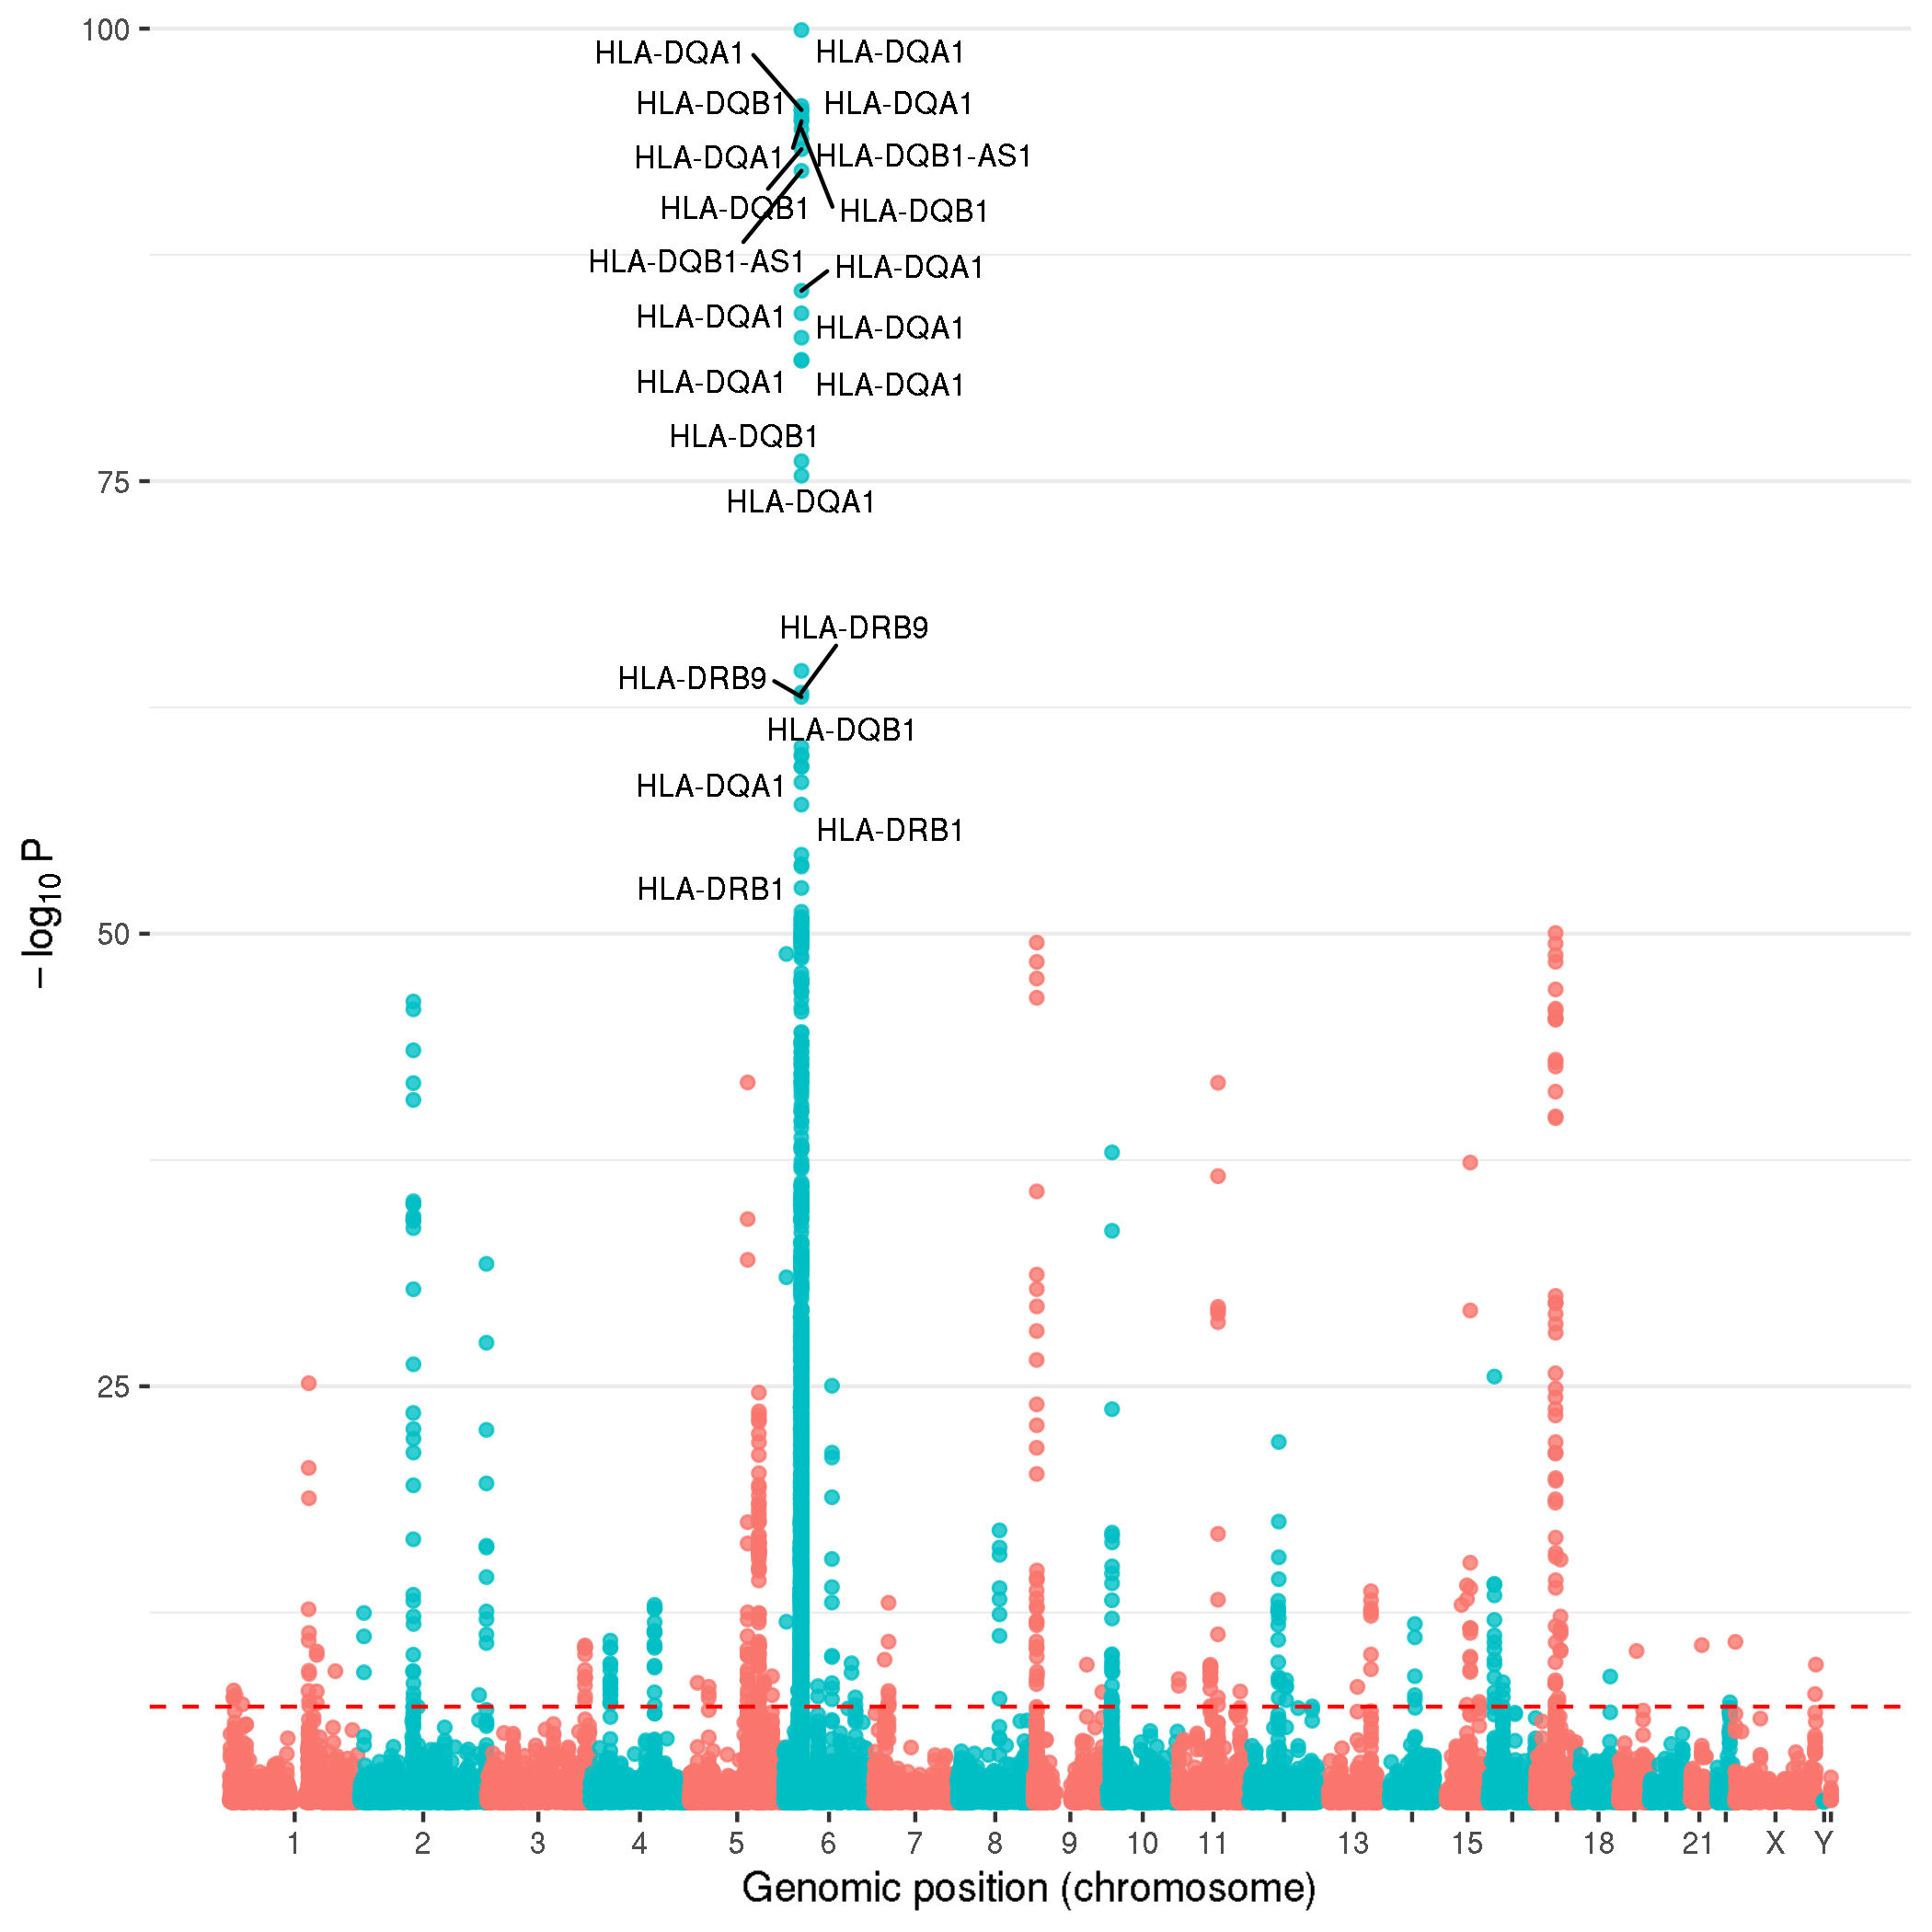 100
HLA-DQA1
HLA-DQA1
HLA-DQB1
HLA-DQA1
HLA-DQA1
HLA-DQB1-AS1
HLA-DQB1
HLA-DQB1
HLA-DQB1-AS1
HLA-DQA1
HLA-DQA1
HLA-DQA1
HLA-DQA1
HLA-DQA1
HLA-DQB1
75
HLA-DQA1
HLA-DRB9
HLA-DRB9
HLA-DQB1
HLA-DQA1
HLA-DRB1
HLA-DRB1
50
25
− log10 P
1 2 3 4 5 6 7 8 9 10 11 13 15 18 21 X Y
Genomic position (chromosome)